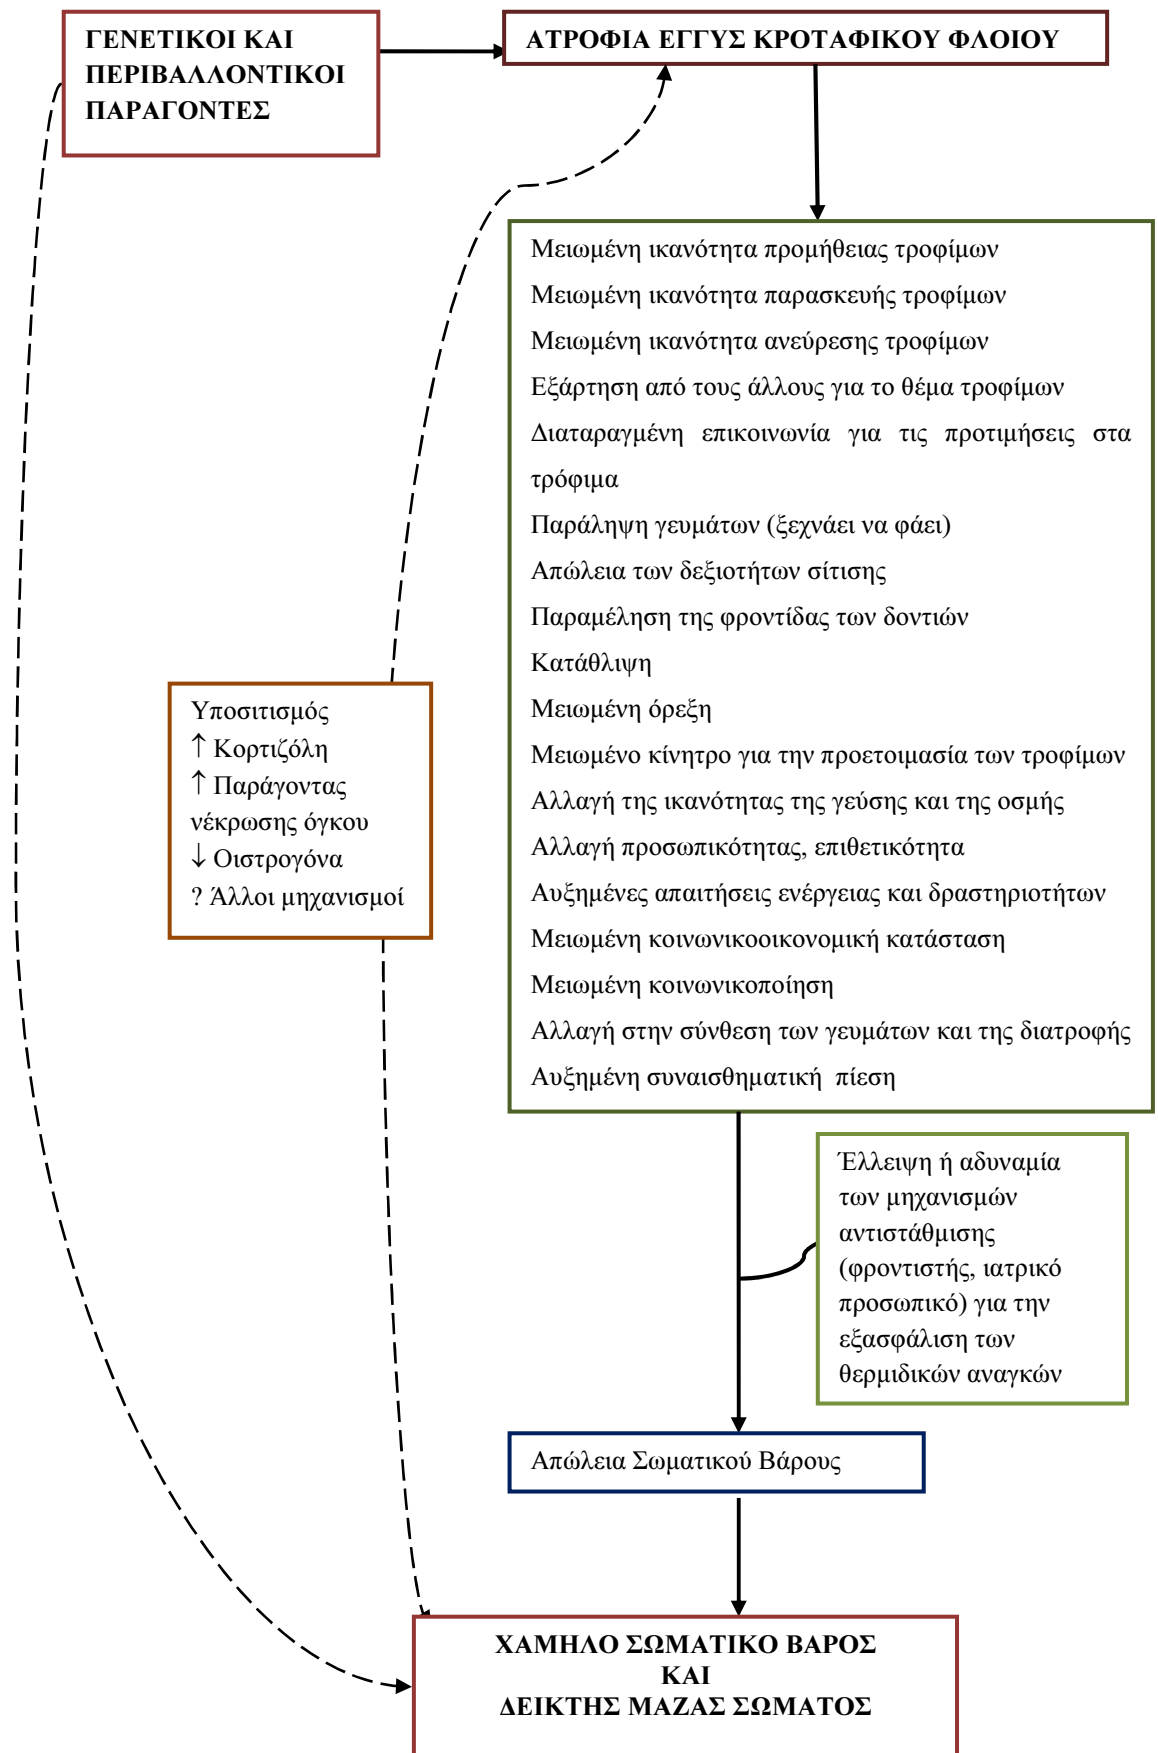 ΓΕΝΕΤΙΚΟΙ ΚΑΙ
ΠΕΡΙΒΑΛΛΟΝΤΙΚΟΙ
ΠΑΡΑΓΟΝΤΕΣ
ΑΤΡΟΦΙΑ ΕΓΓΥΣ ΚΡΟΤΑΦΙΚΟΥ ΦΛΟΙΟΥ
Μειωμένη ικανότητα προμήθειας τροφίμων
Μειωμένη ικανότητα παρασκευής τροφίμων
Μειωμένη ικανότητα ανεύρεσης τροφίμων
Εξάρτηση από τους άλλους για το θέμα τροφίμων
Διαταραγμένη επικοινωνία για τις προτιμήσεις στα
τρόφιμα
Παράληψη γευμάτων (ξεχνάει να φάει)
Απώλεια των δεξιοτήτων σίτισης
Παραμέληση της φροντίδας των δοντιών
Κατάθλιψη
Μειωμένη όρεξη
Μειωμένο κίνητρο για την προετοιμασία των τροφίμων
Αλλαγή της ικανότητας της γεύσης και της οσμής
Αλλαγή προσωπικότητας, επιθετικότητα
Αυξημένες απαιτήσεις ενέργειας και δραστηριοτήτων
Μειωμένη κοινωνικοοικονομική κατάσταση
Μειωμένη κοινωνικοποίηση
Αλλαγή στην σύνθεση των γευμάτων και της διατροφής
Αυξημένη συναισθηματική πίεση
Υποσιτισμός
↑ Κορτιζόλη
↑ Παράγοντας
νέκρωσης όγκου
↓ Οιστρογόνα
? Άλλοι μηχανισμοί
Έλλειψη ή αδυναμία
των μηχανισμών
αντιστάθμισης
(φροντιστής, ιατρικό
προσωπικό) για την
εξασφάλιση των
θερμιδικών αναγκών
Απώλεια Σωματικού Βάρους
ΧΑΜΗΛΟ ΣΩΜΑΤΙΚΟ ΒΑΡΟΣ
ΚΑΙ
ΔΕΙΚΤΗΣ ΜΑΖΑΣ ΣΩΜΑΤΟΣ